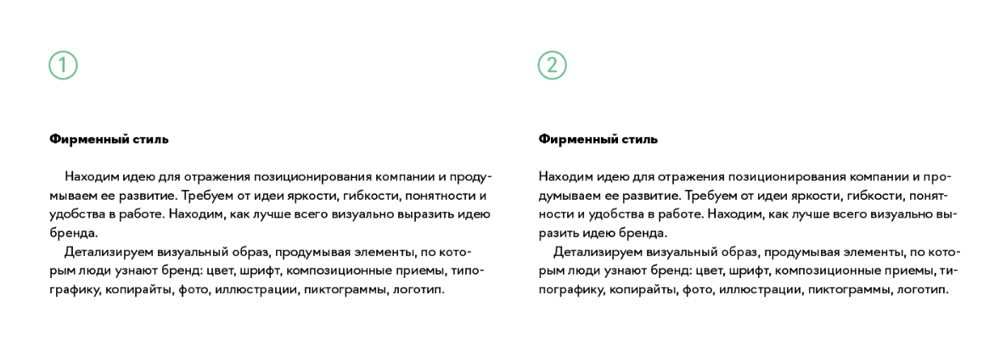 1
Фирменный стиль
Находим идею для отражения позиционирования компании и проду-
мываем ее развитие. Требуем от идеи яркости, гибкости, понятности и
удобства в работе. Находим, как лучше всего визуально выразить идею
бренда.
Детализируем визуальный образ, продумывая элементы, по кото-
рым люди узнают бренд: цвет, шрифт, композиционные приемы, типо-
графику, копирайты, фото, иллюстрации, пиктограммы, логотип.
2
Фирменный стиль
Находим идею для отражения позиционирования компании и про-
думываем ее развитие. Требуем от идеи яркости, гибкости, понят-
ности и удобства в работе. Находим, как лучше всего визуально вы-
разить идею бренда.
Детализируем визуальный образ, продумывая элементы, по кото-
рым люди узнают бренд: цвет, шрифт, композиционные приемы, ти-
пографику, копирайты, фото, иллюстрации, пиктограммы, логотип.